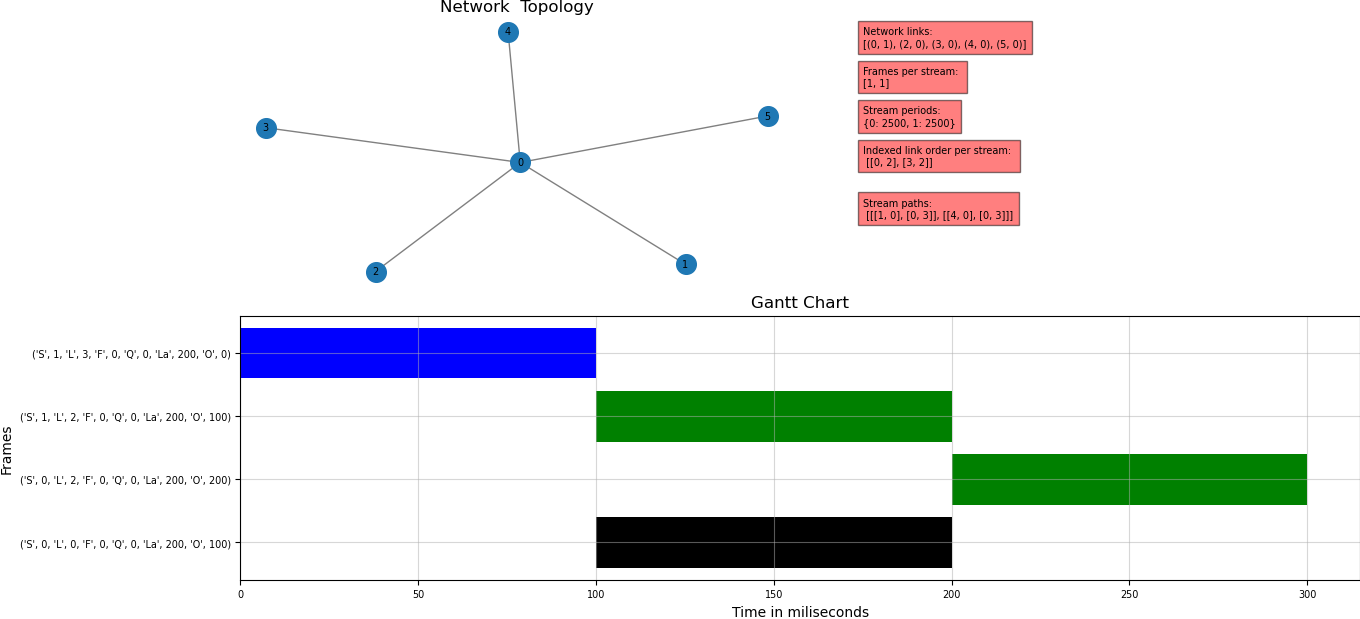 Network  Topology
4
3
5
0
2
1
Network links:
[(0, 1), (2, 0), (3, 0), (4, 0), (5, 0)]
Frames per stream:
[1, 1]
Stream periods:
{0: 2500, 1: 2500}
Indexed link order per stream:
[[0, 2], [3, 2]]
Stream paths:
[[[1, 0], [0, 3]], [[4, 0], [0, 3]]]
Gantt Chart
Frames
('S', 1, 'L', 3, 'F', 0, 'Q', 0, 'La', 200, 'O', 0)
('S', 1, 'L', 2, 'F', 0, 'Q', 0, 'La', 200, 'O', 100)
('S', 0, 'L', 2, 'F', 0, 'Q', 0, 'La', 200, 'O', 200)
('S', 0, 'L', 0, 'F', 0, 'Q', 0, 'La', 200, 'O', 100)
0 50 100 150 200 250 300
Time in miliseconds